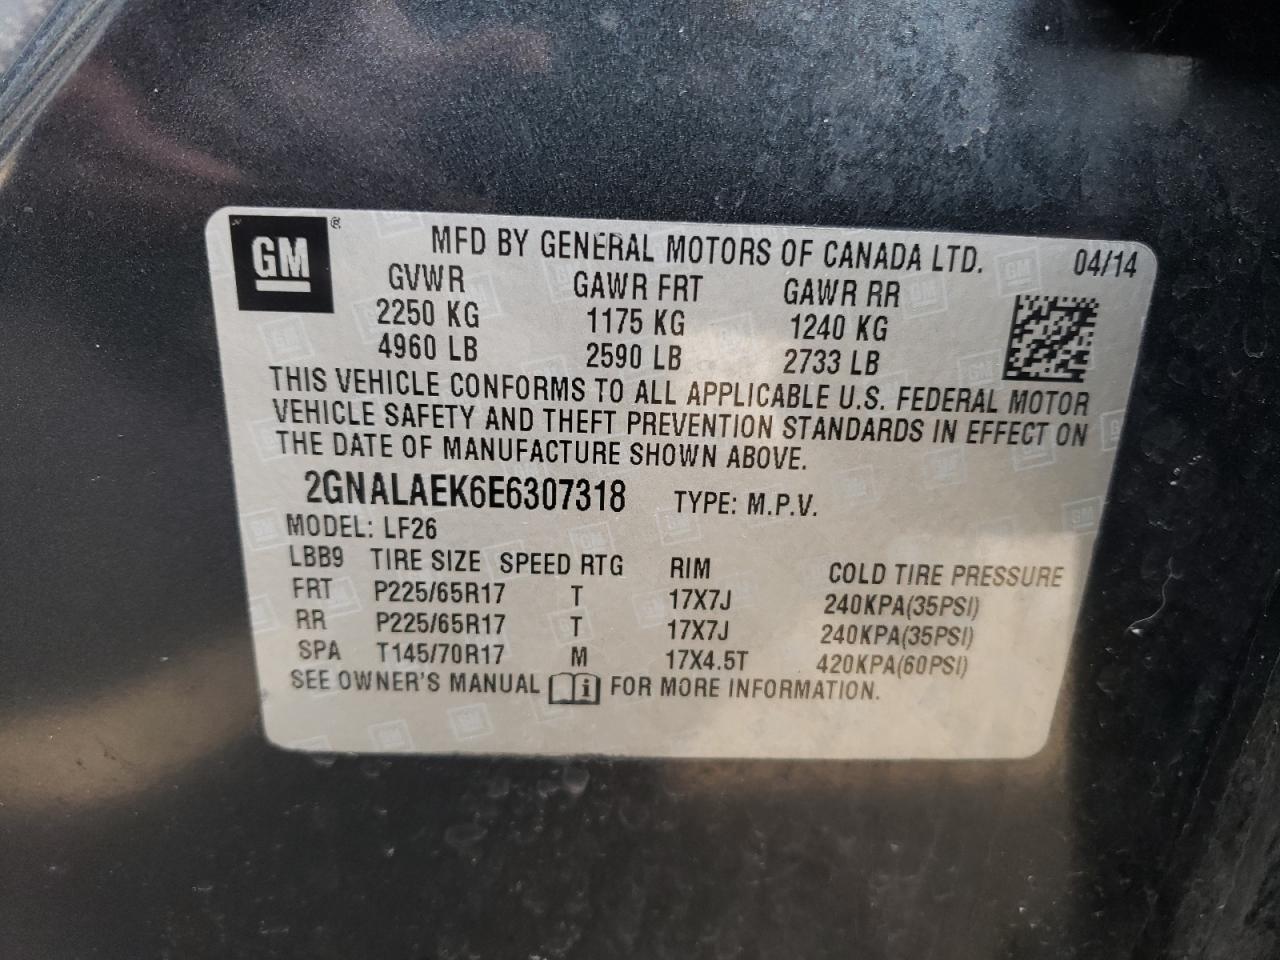 GM ® MFD BY GENERAL MOTORS OF CANADA LTD. 04/14
GVWR GAWR FRT GAWR RR
2250 KG 1175 KG 1240 KG
4960 LB 2590 LB 2733 LB
THIS VEHICLE CONFORMS TO ALL APPLICABLE U.S. FEDERAL MOTOR
VEHICLE SAFETY AND THEFT PREVENTION STANDARDS IN EFFECT ON
THE DATE OF MANUFACTURE SHOWN ABOVE.
2GNALAEK6E6307318 TYPE: M.P.V.
MODEL: LF26
LBB9 TIRE SIZE SPEED RTG RIM COLD TIRE PRESSURE
FRT P225/65R17 T 17X7J 240KPA(35PSI)
RR P225/65R17 T 17X7J 240KPA(35PSI)
SPA T145/70R17 M 17X4.5T 420KPA(60PSI)
SEE OWNER'S MANUAL i FOR MORE INFORMATION.